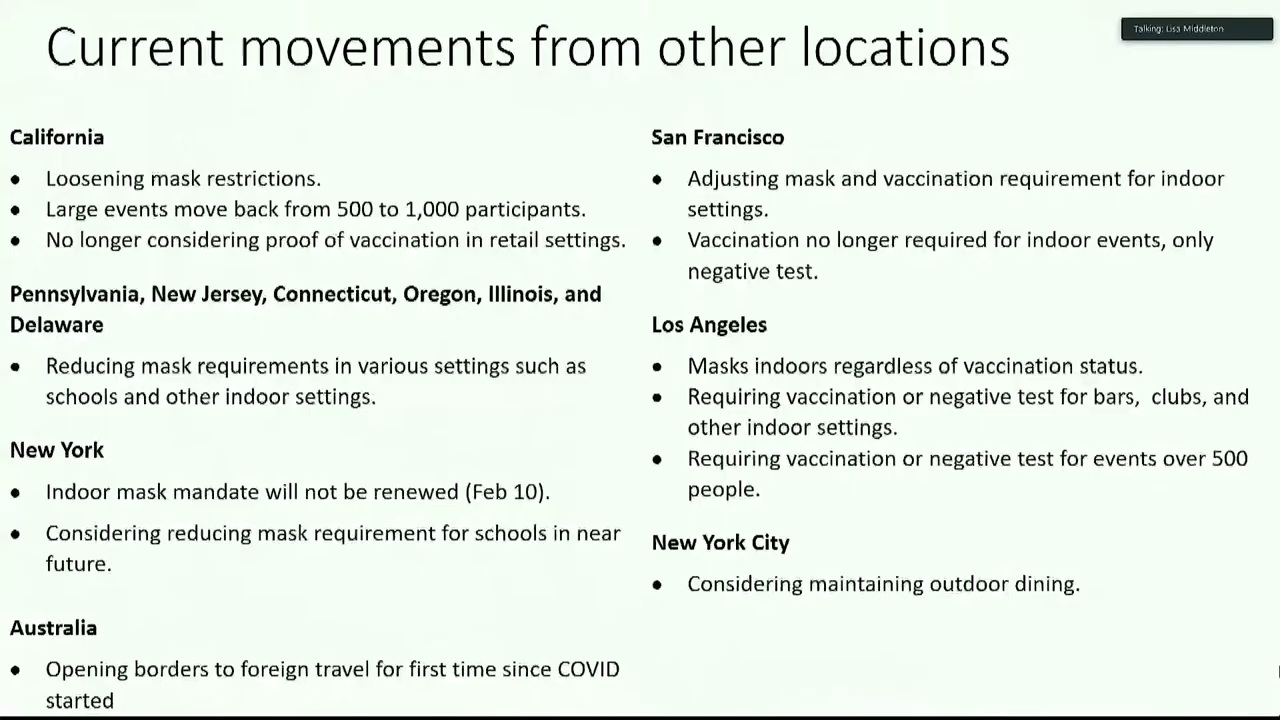 Current movements from other locations
Talking: Lisa Middleton
California
● Loosening mask restrictions.
● Large events move back from 500 to 1,000 participants.
● No longer considering proof of vaccination in retail settings.
Pennsylvania, New Jersey, Connecticut, Oregon, Illinois, and
Delaware
● Reducing mask requirements in various settings such as
schools and other indoor settings.
New York
● Indoor mask mandate will not be renewed (Feb 10).
● Considering reducing mask requirement for schools in near
future.
Australia
● Opening borders to foreign travel for first time since COVID
started
San Francisco
● Adjusting mask and vaccination requirement for indoor
settings.
● Vaccination no longer required for indoor events, only
negative test.
Los Angeles
● Masks indoors regardless of vaccination status.
● Requiring vaccination or negative test for bars, clubs, and
other indoor settings.
● Requiring vaccination or negative test for events over 500
people.
New York City
● Considering maintaining outdoor dining.